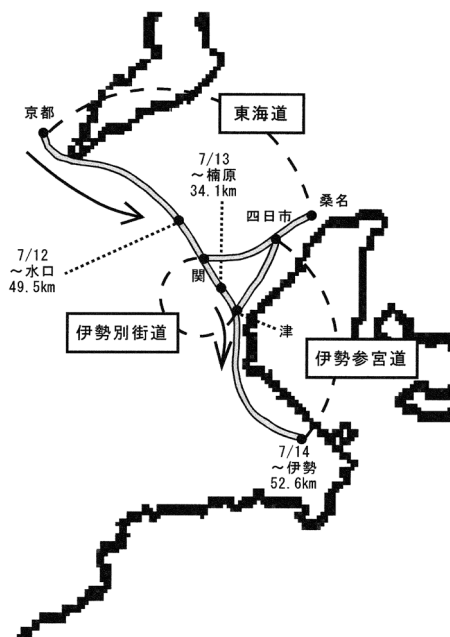 京都
東海道
7/13
～楠原
34.1km
桑名
四日市
7/12
～水口
49.5km
関
伊勢別街道
津
伊勢参宮道
7/14
～伊勢
52.6km